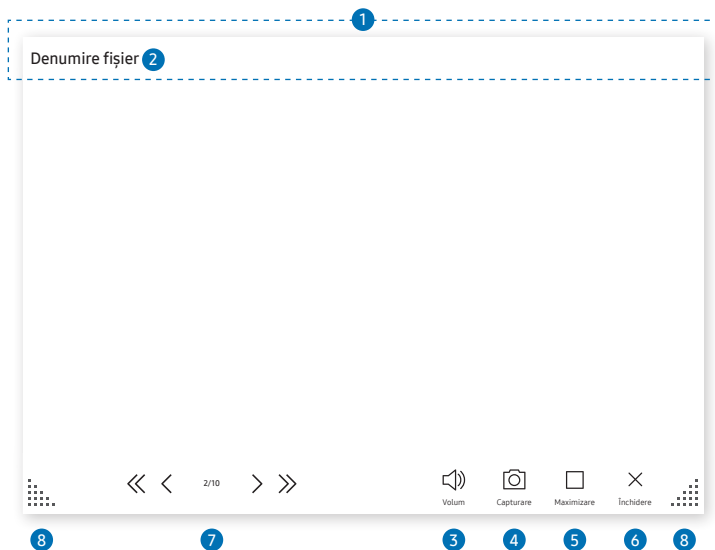 1
Denumire fișier 2
2/10
Volum Capturare Maximizare Închidere
8 7 3 4 5 6 8